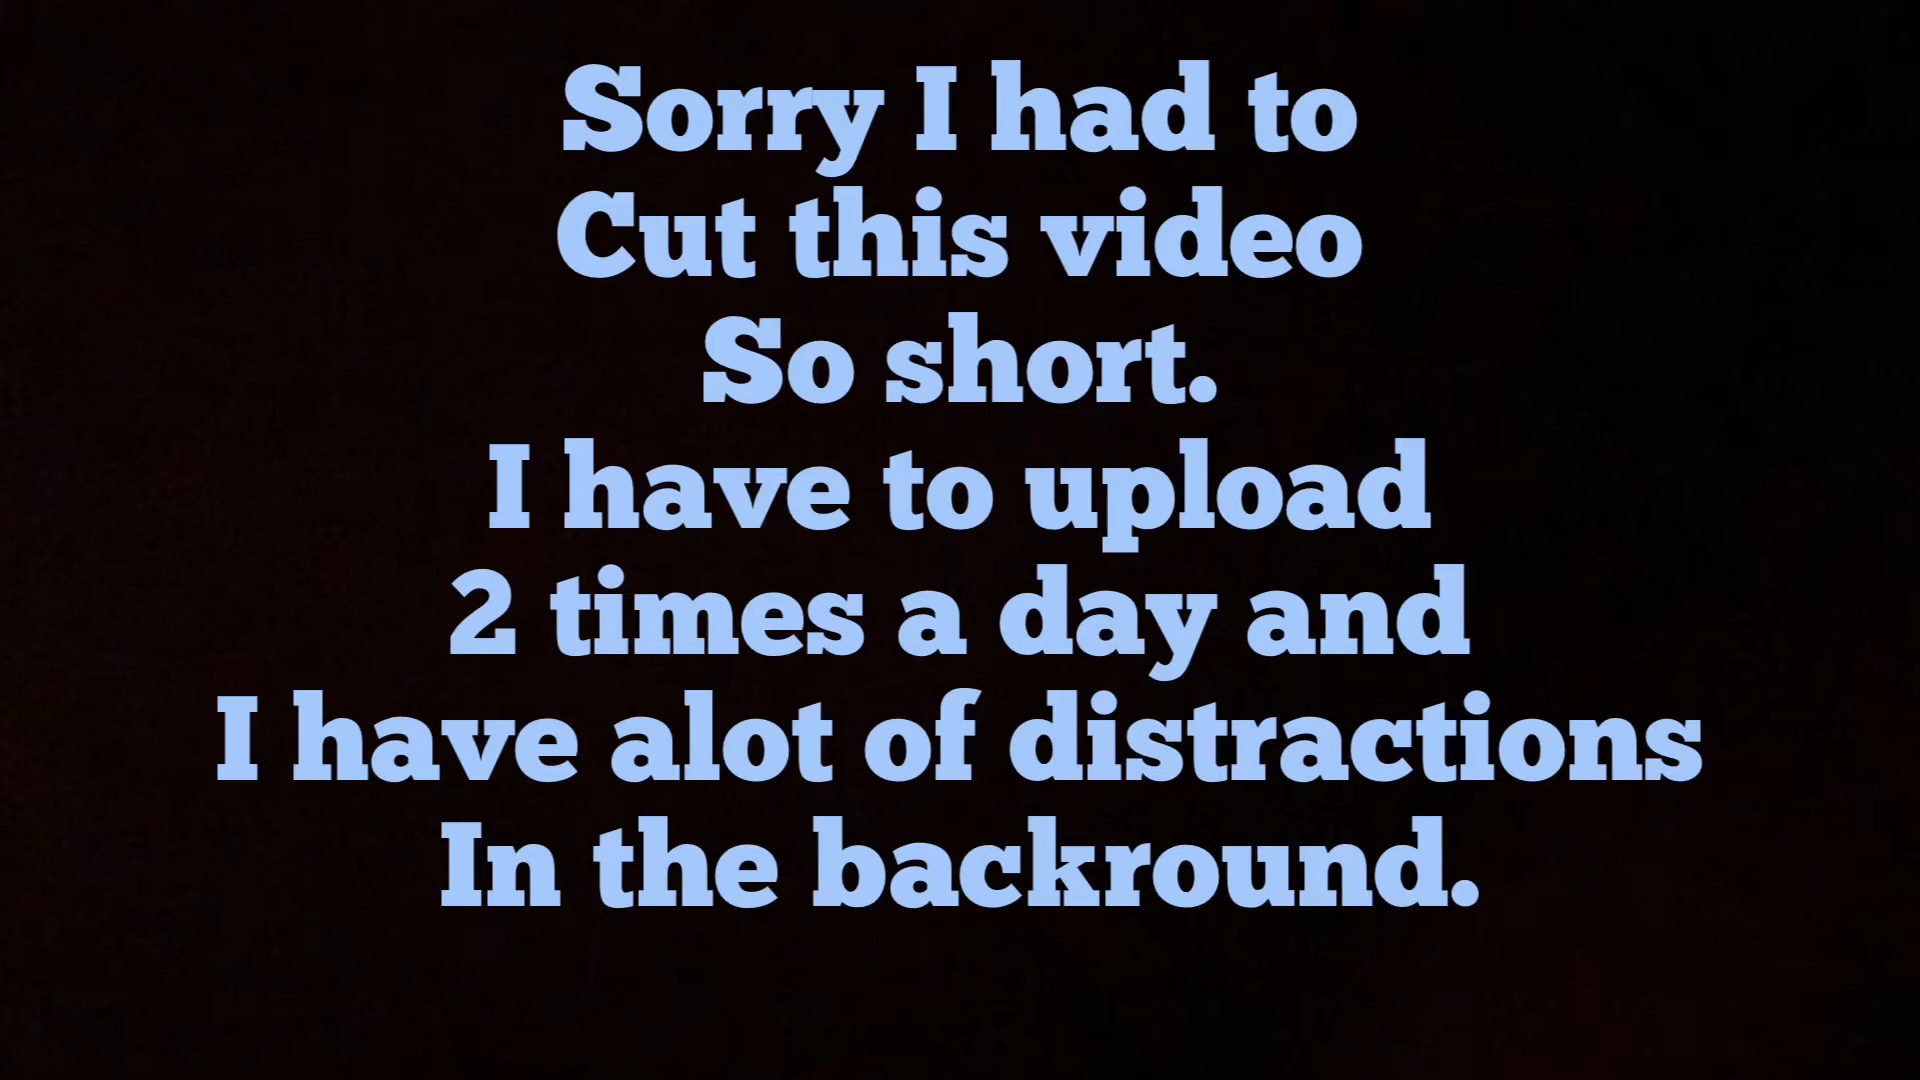 Sorry I had to
Cut this video
So short.
I have to upload
2 times a day and
I have alot of distractions
In the backround.